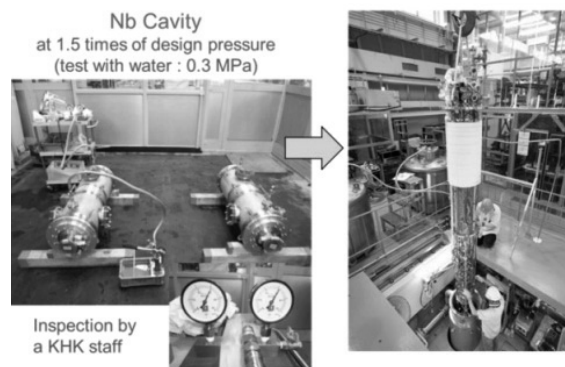 Nb Cavity
at 1.5 times of design pressure
(test with water : 0.3 MPa)
Inspection by
a KHK staff